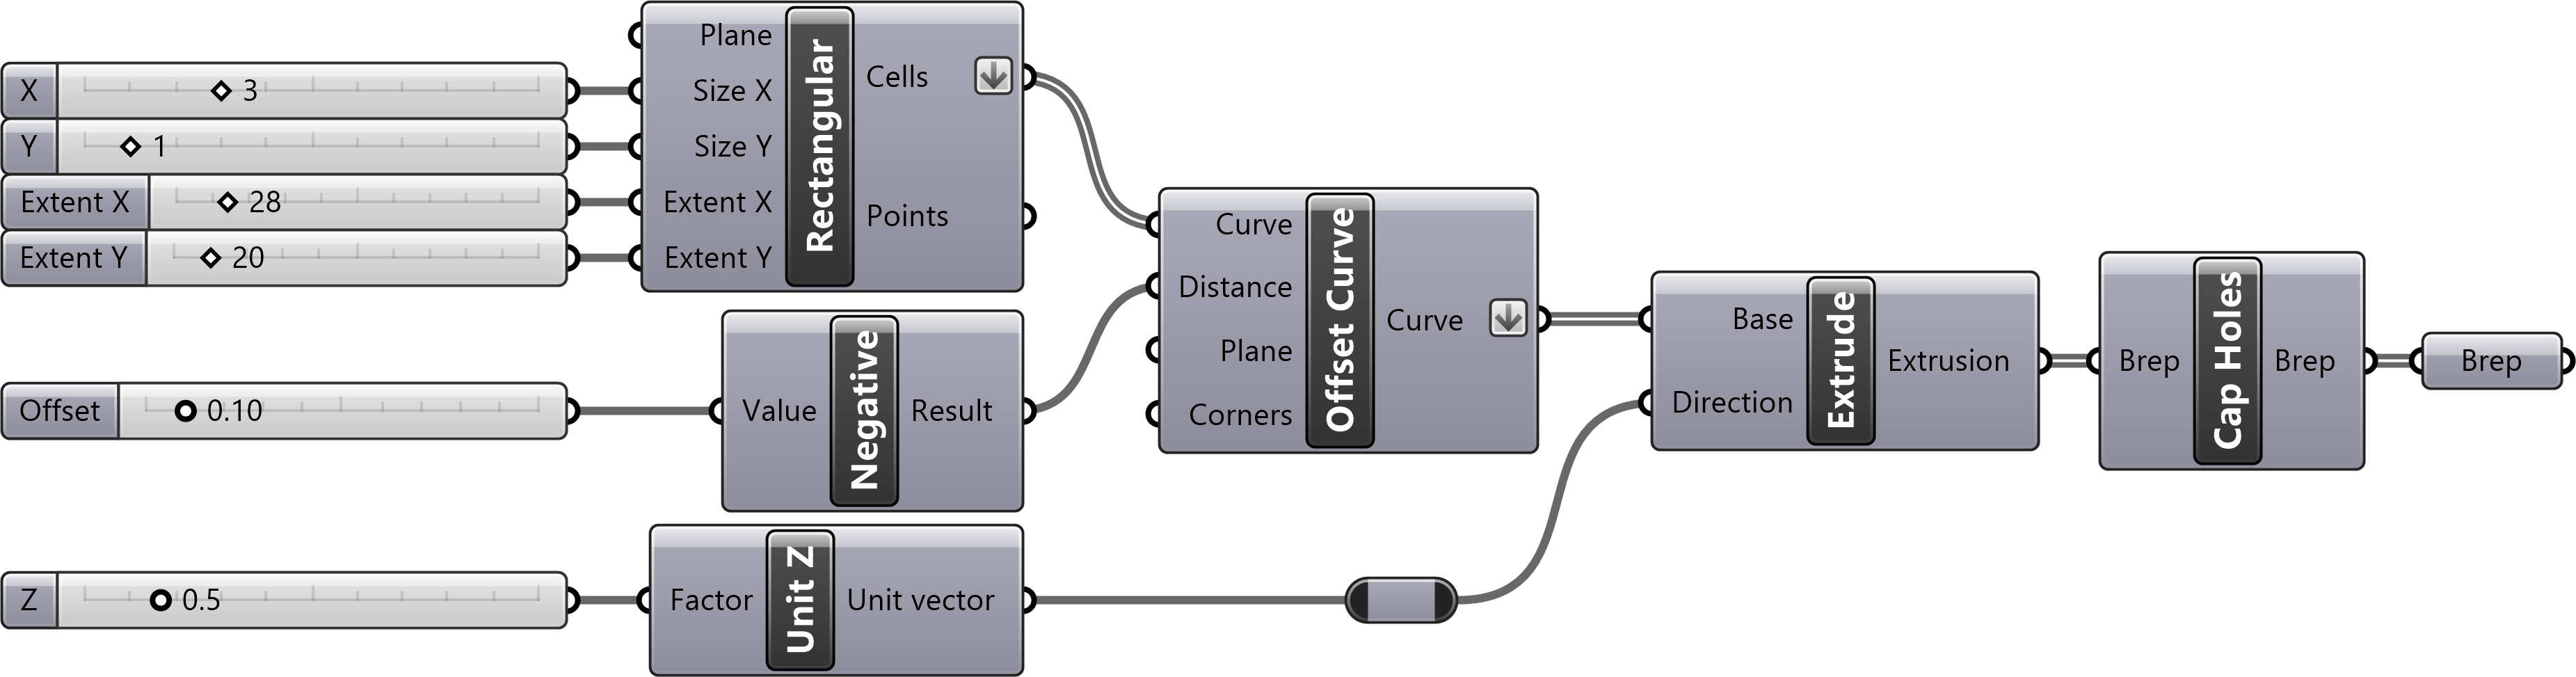 X 3
Y 1
Extent X 28
Extent Y 20
Plane
Size X
Size Y
Extent X
Extent Y
Rectangular
Cells
Points
Offset 0.10
Value
Negative
Result
Z 0.5
Factor
Unit Z
Unit vector
Curve
Distance
Plane
Corners
Offset Curve
Curve
Base
Direction
Extrude
Extrusion
Brep
Cap Holes
Brep
Brep